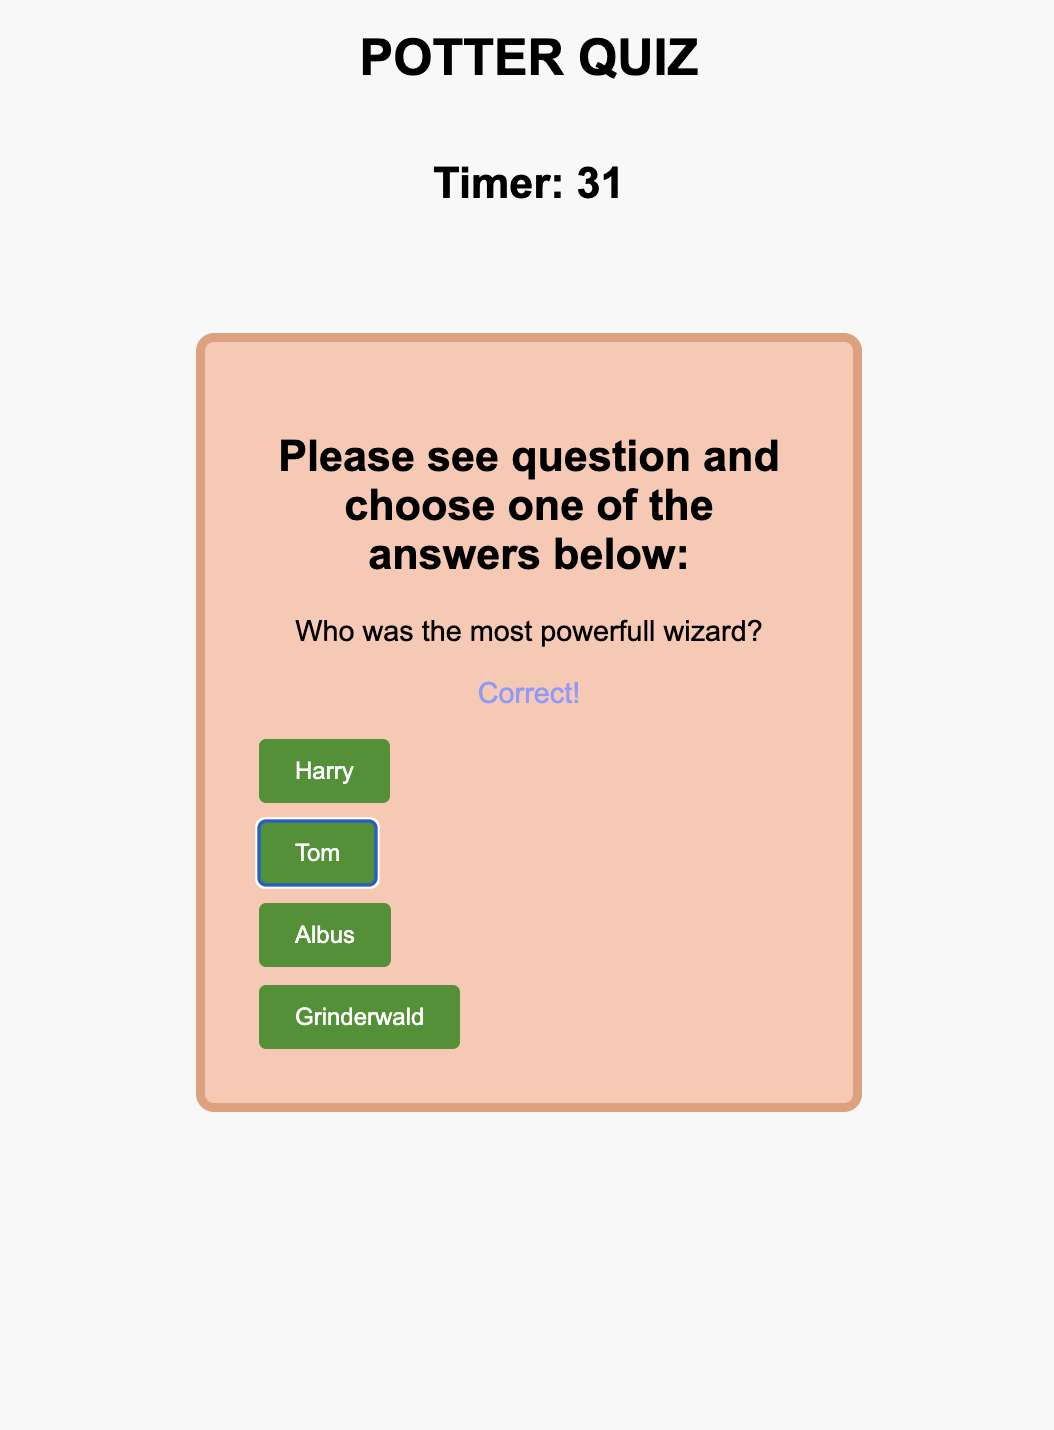 POTTER QUIZ
Timer: 31
Please see question and
choose one of the
answers below:
Who was the most powerfull wizard?
Correct!
Harry
Tom
Albus
Grinderwald